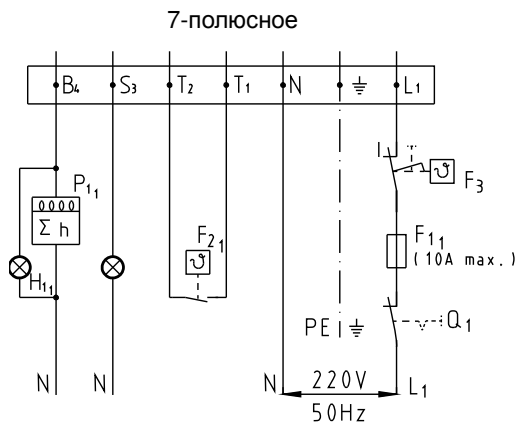 7-полюсное
B4 S3 T2 T1 N L1
P11
Σ h
H11
F21
ϑ
ϑ
F3
F11
(10A max.)
Q1
PE
N N N 220V L1
50Hz